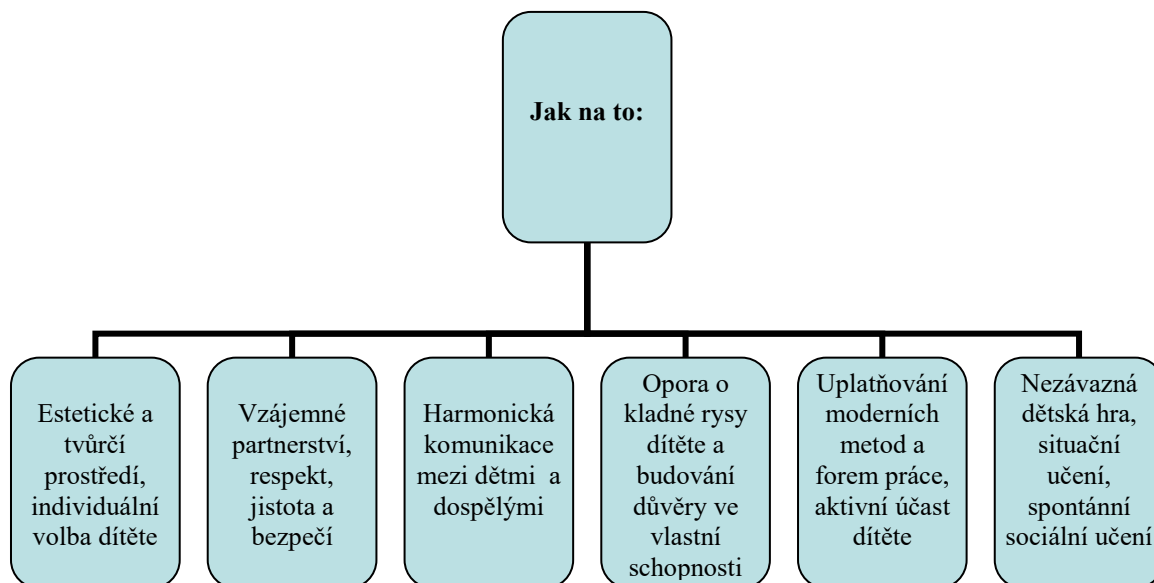 Jak na to:
Estetické a
tvůrčí
prostředí,
individuální
volba dítěte
Vzájemné
partnerství,
respekt,
jistota a
bezpečí
Harmonická
komunikace
mezi dětmi  a
dospělými
Opora o
kladné rysy
dítěte a
budování
důvěry ve
vlastní
schopnosti
Uplatňování
moderních
metod a
forem práce,
aktivní účast
dítěte
Nezávazná
dětská hra,
situační
učení,
spontánní
sociální učení